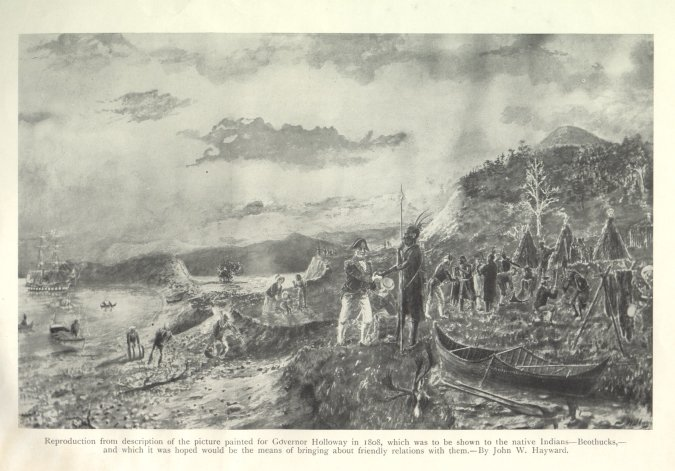 Reproduction from description of the picture painted for Governor Holloway in 1808, which was to be shown to the native Indians—Beothucks,—
and which it was hoped would be the means of bringing about friendly relations with them.—By John W. Hayward.